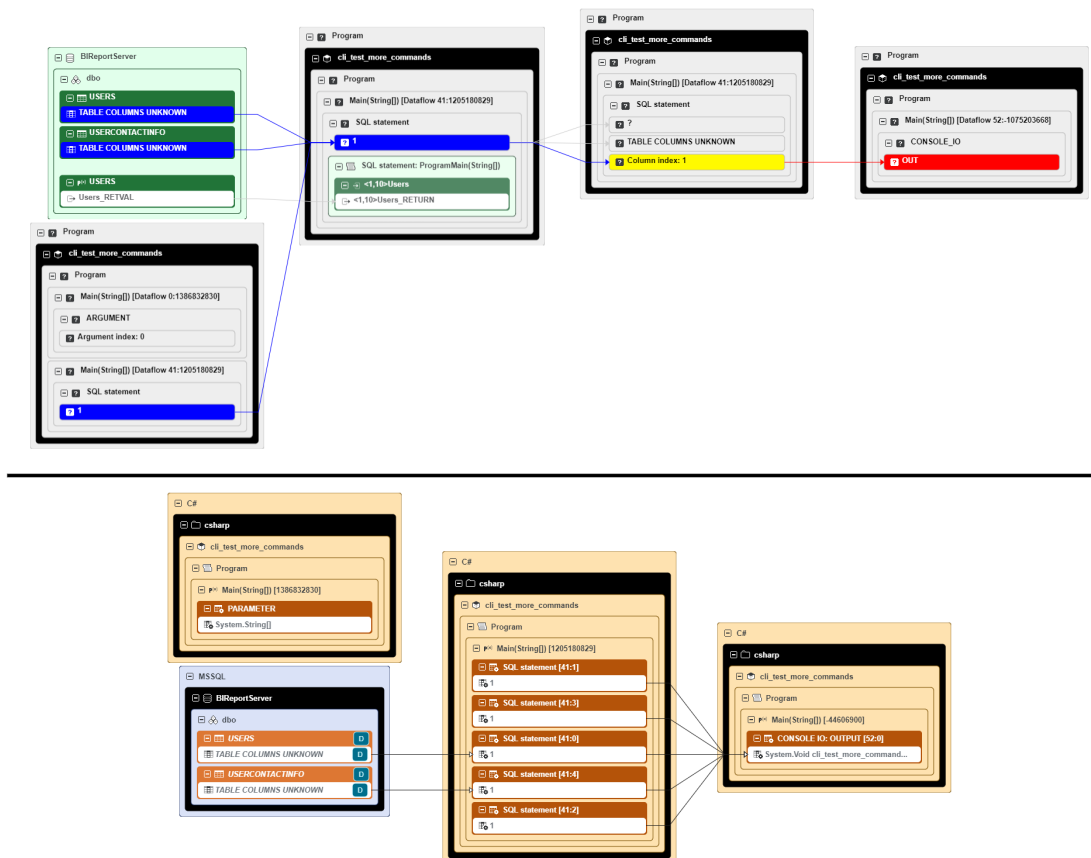 BIReportServer
dbo
USERS
TABLE COLUMNS UNKNOWN
USERCONTACTINFO
TABLE COLUMNS UNKNOWN
P(x) USERS
Users_RETVAL
Program
cli_test_more_commands
Program
Main(String[]) [Dataflow 0:1386832830]
ARGUMENT
Argument index: 0
Main(String[]) [Dataflow 41:1205180829]
SQL statement
1
Program
cli_test_more_commands
Program
Main(String[]) [Dataflow 41:1205180829]
SQL statement
1
SQL statement: ProgramMain(String[])
<1,10>Users
<1,10>Users_RETURN
Program
cli_test_more_commands
Program
Main(String[]) [Dataflow 41:1205180829]
SQL statement
?
TABLE COLUMNS UNKNOWN
Column index: 1
Program
cli_test_more_commands
Program
Main(String[]) [Dataflow 52:-1075203668]
CONSOLE_IO
OUT
C#
csharp
cli_test_more_commands
Program
P(x) Main(String[]) [1386832830]
PARAMETER
System.String[]
MSSQL
BIReportServer
dbo
USERS D
TABLE COLUMNS UNKNOWN D
USERCONTACTINFO D
TABLE COLUMNS UNKNOWN D
C#
csharp
cli_test_more_commands
Program
P(x) Main(String[]) [1205180829]
SQL statement [41:1]
1
SQL statement [41:3]
1
SQL statement [41:0]
1
SQL statement [41:4]
1
SQL statement [41:2]
1
C#
csharp
cli_test_more_commands
Program
P(x) Main(String[]) [-44606900]
CONSOLE IO: OUTPUT [52:0]
System.Void cli_test_more_command...